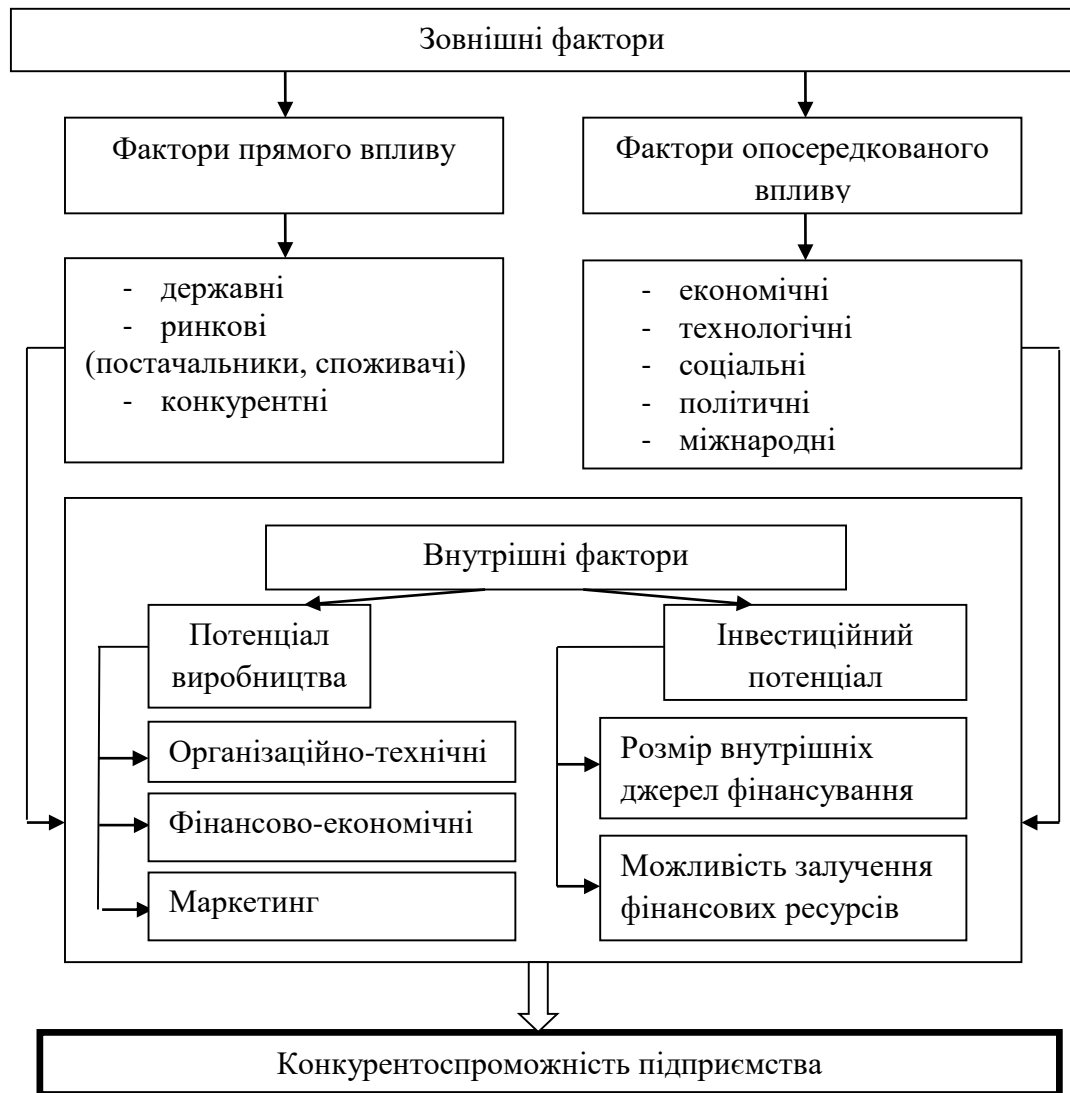 Зовнішні фактори
Фактори прямого впливу
Фактори опосередкованого
впливу
- державні
- ринкові
(постачальники, споживачі)
- конкурентні
- економічні
- технологічні
- соціальні
- політичні
- міжнародні
Внутрішні фактори
Потенціал
виробництва
Організаційно-технічні
Фінансово-економічні
Маркетинг
Інвестиційний
потенціал
Розмір внутрішніх
джерел фінансування
Можливість залучення
фінансових ресурсів
Конкурентоспроможність підприємства